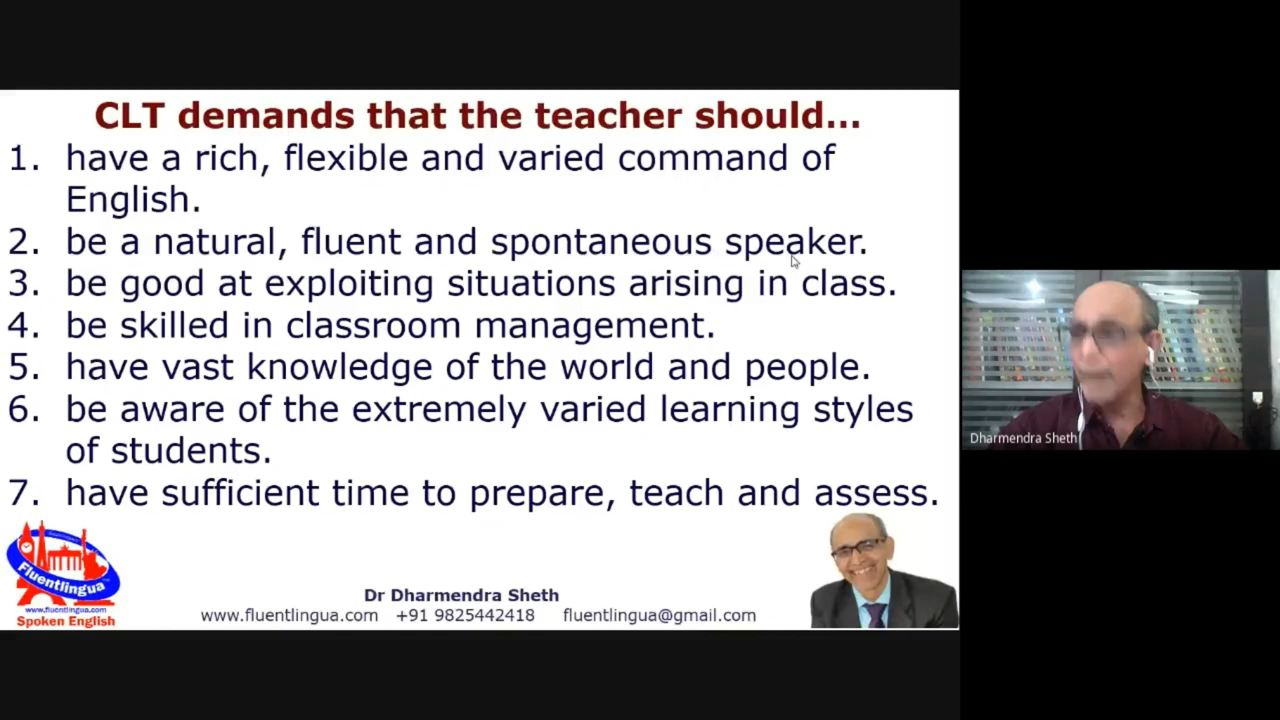 CLT demands that the teacher should...
1. have a rich, flexible and varied command of
English.
2. be a natural, fluent and spontaneous speaker.
3. be good at exploiting situations arising in class.
4. be skilled in classroom management.
5. have vast knowledge of the world and people.
6. be aware of the extremely varied learning styles
of students.
7. have sufficient time to prepare, teach and assess.
Fluentlingua
www.fluentlingua.com
Spoken English
Dr Dharmendra Sheth
www.fluentlingua.com +91 9825442418 fluentlingua@gmail.com
Dharmendra Sheth